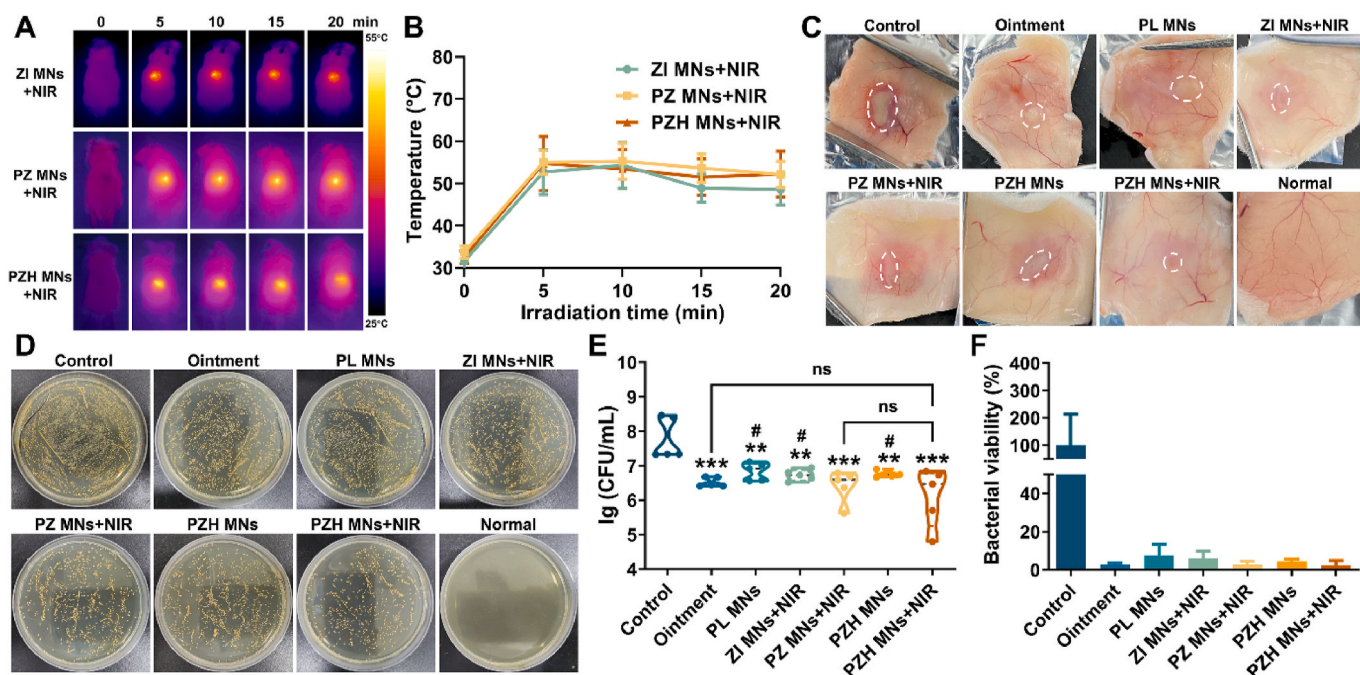 A
0 5 10 15 20 min
55°C
ZI MNs
+NIR
PZ MNs
+NIR
PZH MNs
+NIR
25°C
B
Temperature (°C)
80
70
60
50
40
30
ZI MNs+NIR
PZ MNs+NIR
PZH MNs+NIR
0 5 10 15 20
Irradiation time (min)
C
Control Ointment PL MNs ZI MNs+NIR
PZ MNs+NIR PZH MNs PZH MNs+NIR Normal
D
Control Ointment PL MNs ZI MNs+NIR
PZ MNs+NIR PZH MNs PZH MNs+NIR Normal
E
lg (CFU/mL)
10
9
8
7
6
5
4
ns
ns
# # #
*** ** ** *** ** ***
Control
Ointment
PL MNs
ZI MNs+NIR
PZ MNs+NIR
PZH MNs
PZH MNs+NIR
F
Bacterial viability (%)
400
300
200
100
40
20
0
Control
Ointment
PL MNs
ZI MNs+NIR
PZ MNs+NIR
PZH MNs
PZH MNs+NIR